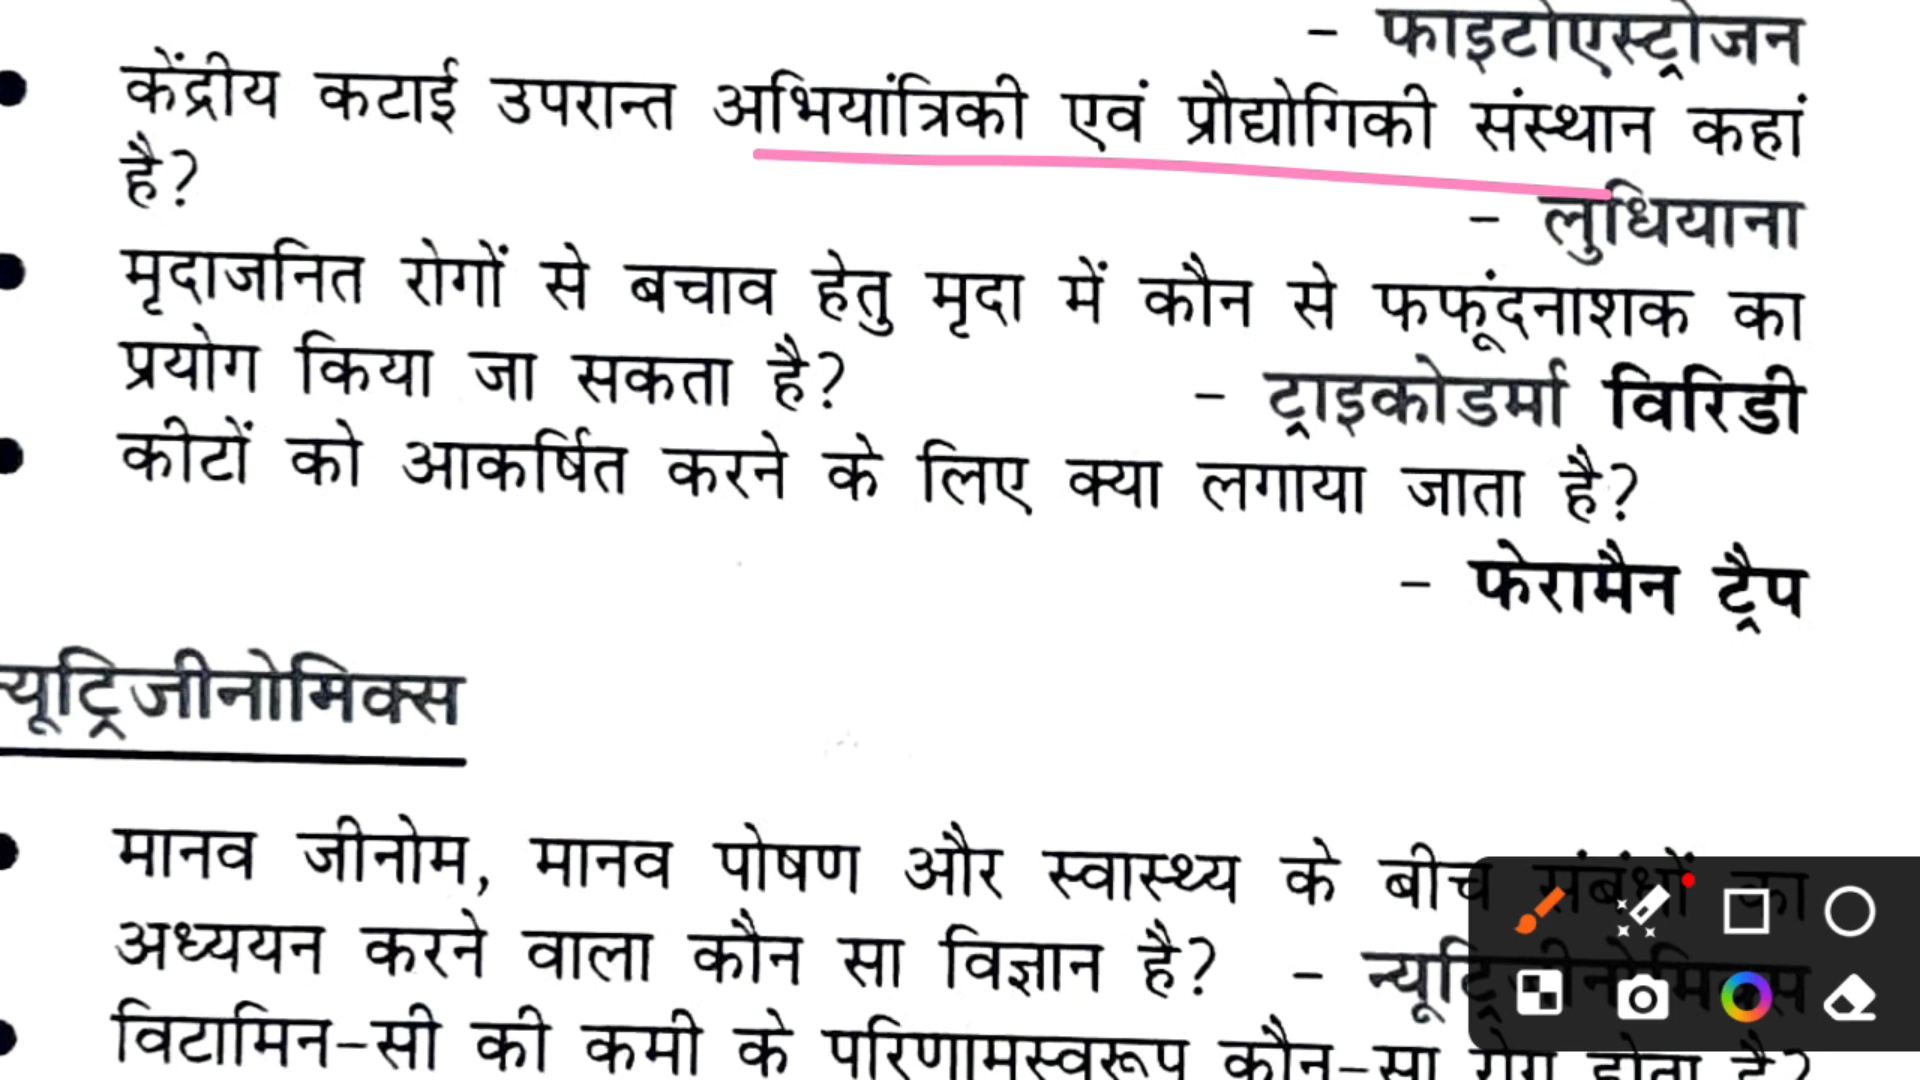 – फाइटोएस्ट्रोजन
● केंद्रीय कटाई उपरान्त अभियांत्रिकी एवं प्रौद्योगिकी संस्थान कहां
है?
– लुधियाना
● मृदाजनित रोगों से बचाव हेतु मृदा में कौन से फफूंदनाशक का
प्रयोग किया जा सकता है? – ट्राइकोडर्मा विरिडी
● कीटों को आकर्षित करने के लिए क्या लगाया जाता है?
– फेरामैन ट्रैप
न्यूट्रिजीनोमिक्स
● मानव जीनोम, मानव पोषण और स्वास्थ्य के बीच संबंधों का
अध्ययन करने वाला कौन सा विज्ञान है? – न्यूट्रिजीनोमिक्स
● विटामिन-सी की कमी के परिणामस्वरूप कौन-सा रोग होता है?